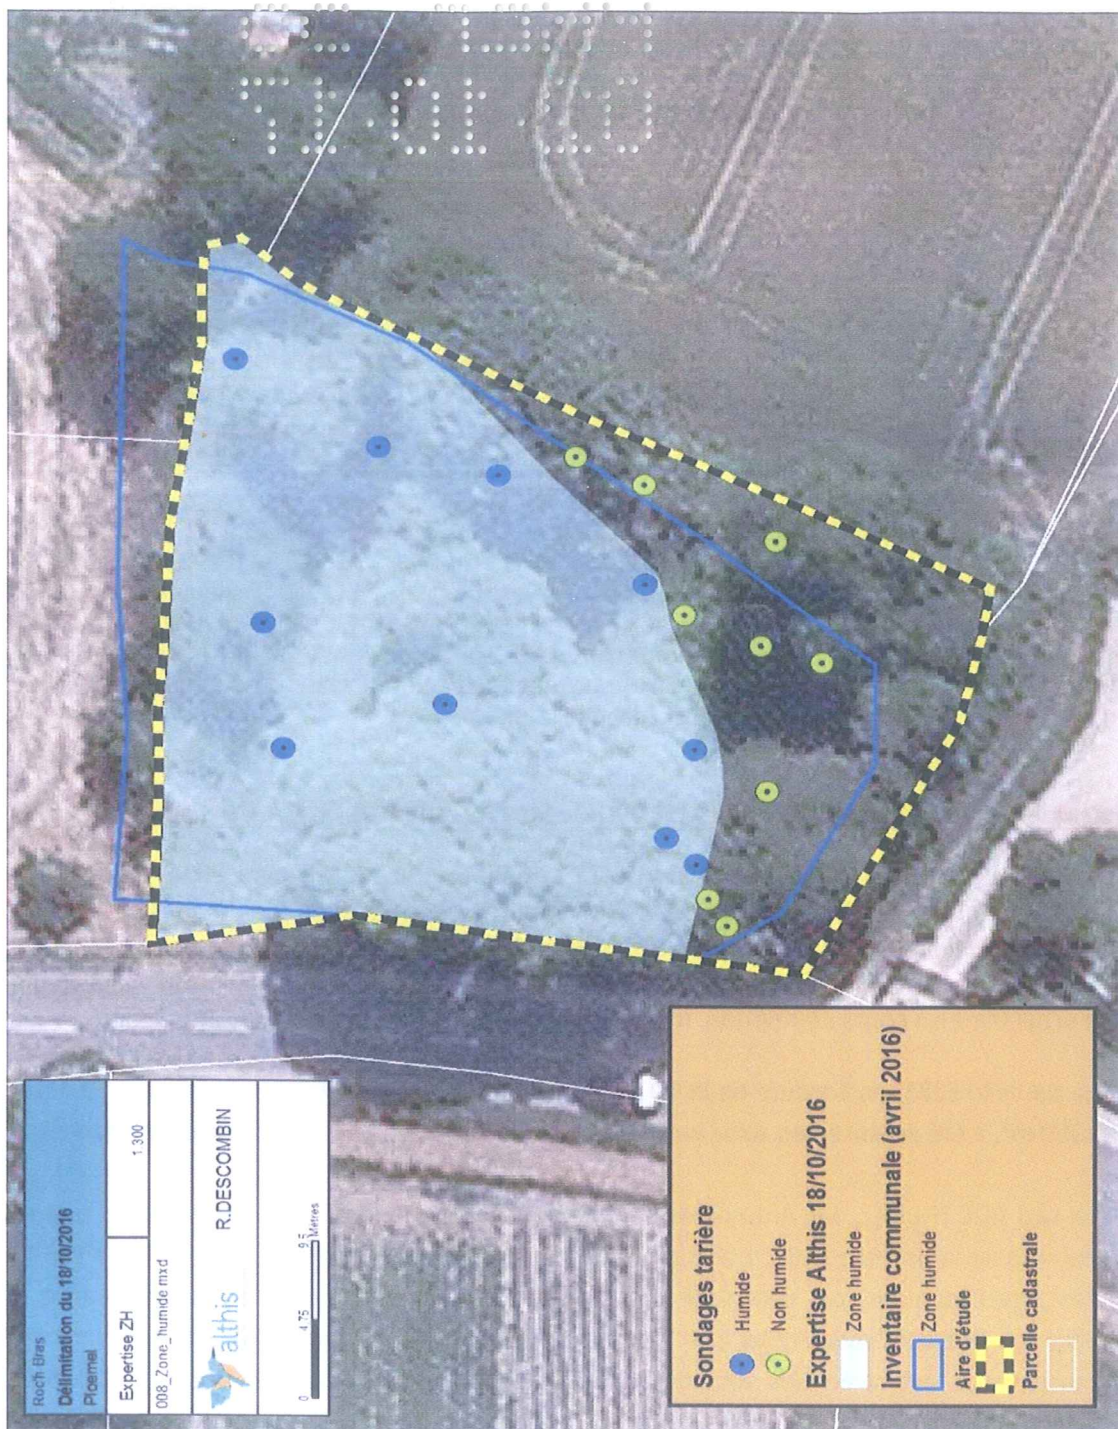 Roc'h Bras
Délimitation du 18/10/2016
Ploemel
Expertise ZH
1:300
008_Zone_humide.mxd
althis
R.DESCOMBIN
0 4.75 9.5
Mètres
Sondages tarière
Humide
Non humide
Expertise Althis 18/10/2016
Zone humide
Inventaire communale (avril 2016)
Zone humide
Aire d'étude
Parcelle cadastrale